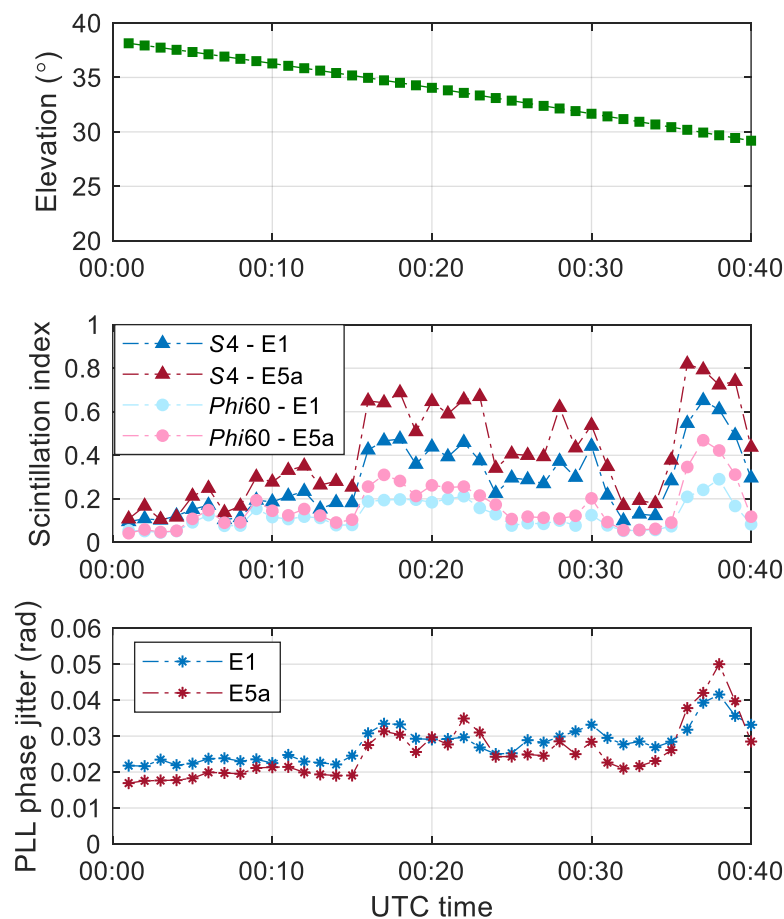 Elevation (°)
40
35
30
25
20
00:00 00:10 00:20 00:30 00:40
Scintillation index
1
0.8
0.6
0.4
0.2
0
S4 - E1
S4 - E5a
Phi60 - E1
Phi60 - E5a
00:00 00:10 00:20 00:30 00:40
PLL phase jitter (rad)
0.06
0.05
0.04
0.03
0.02
0.01
0
E1
E5a
00:00 00:10 00:20 00:30 00:40
UTC time